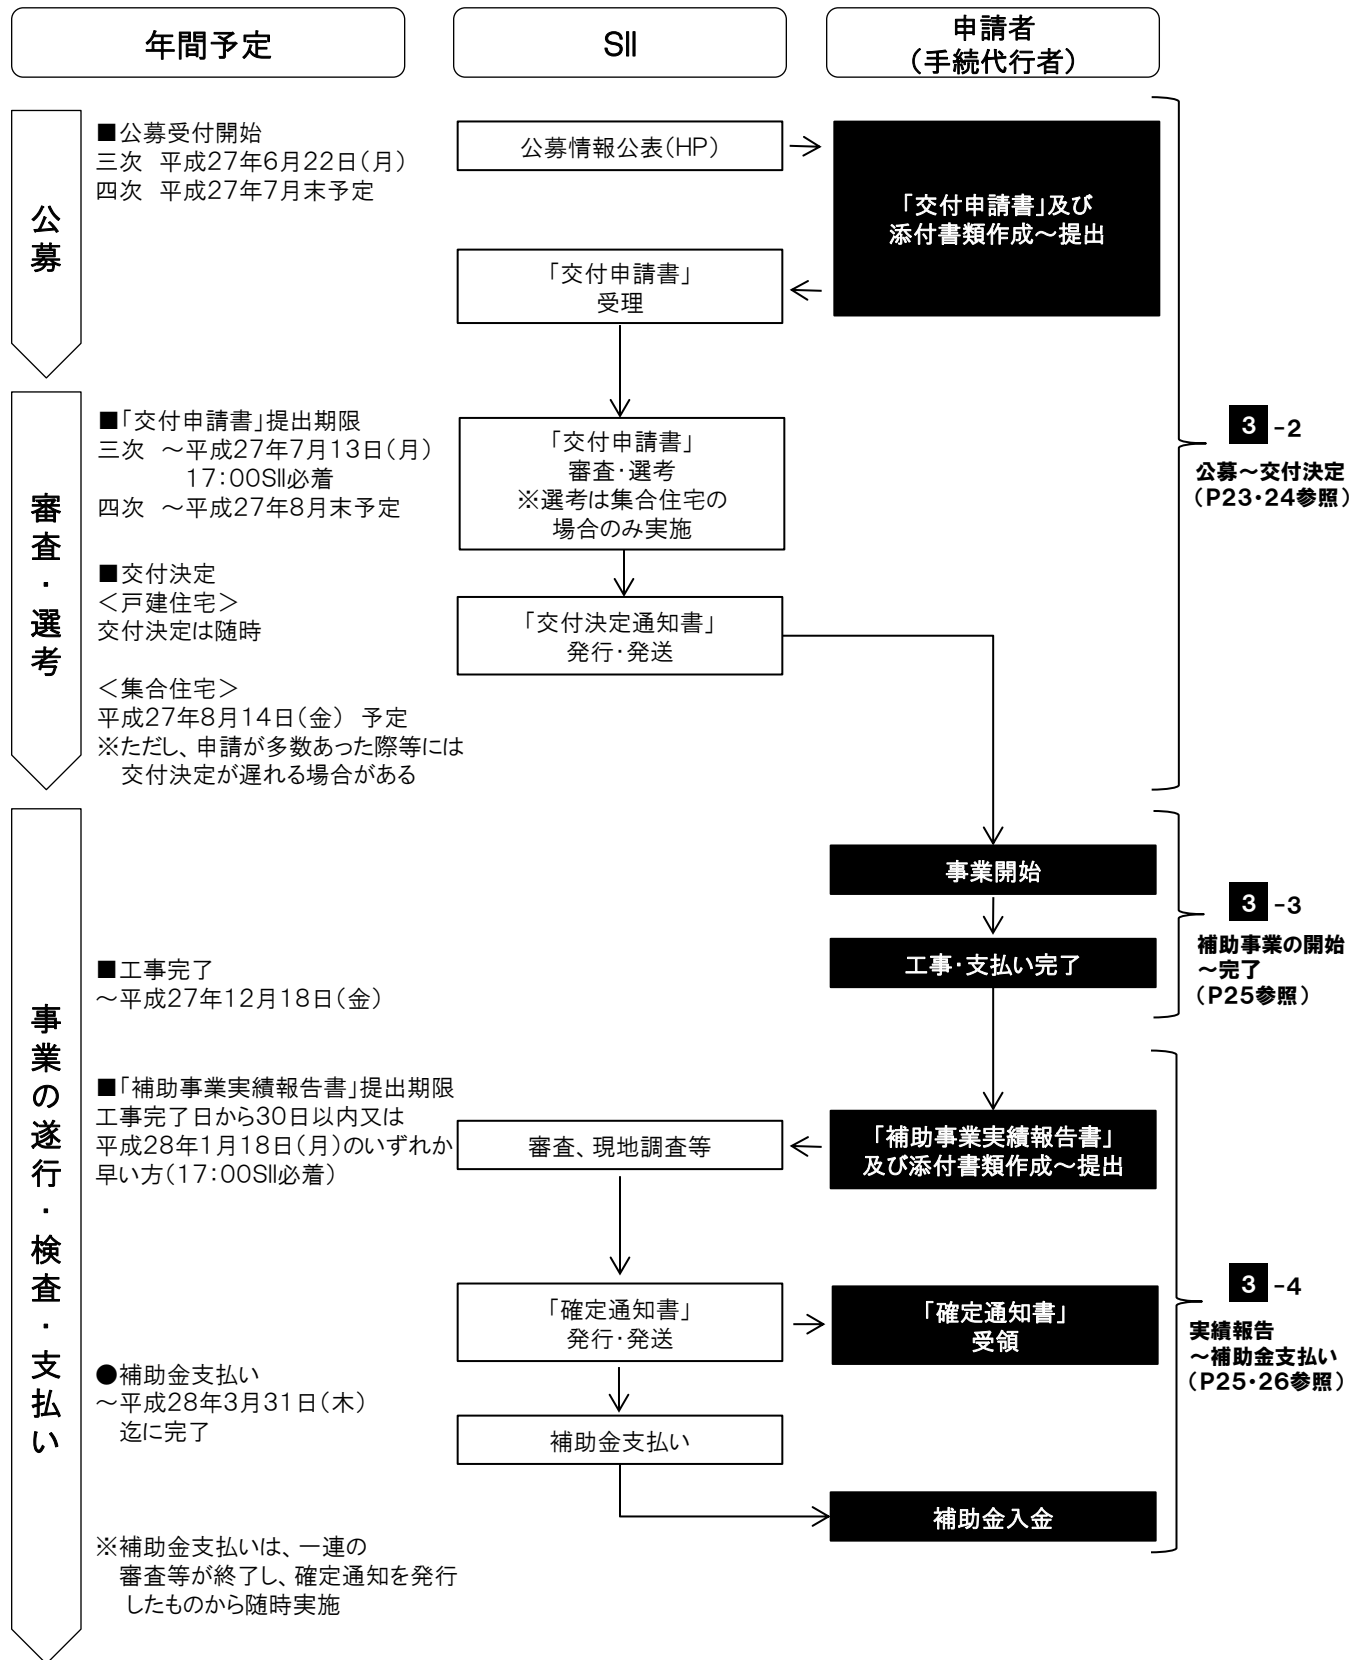 年間予定
SII
申請者
（手続代行者）
公募
■公募受付開始
三次 平成27年6月22日（月）
四次 平成27年7月末予定
公募情報公表（HP）
「交付申請書」及び
添付書類作成～提出
「交付申請書」
受理
審査・選考
■「交付申請書」提出期限
三次 ～平成27年7月13日（月）
17：00SII必着
四次 ～平成27年8月末予定
「交付申請書」
審査・選考
※選考は集合住宅の
場合のみ実施
■交付決定
＜戸建住宅＞
交付決定は随時
＜集合住宅＞
平成27年8月14日（金） 予定
※ただし、申請が多数あった際等には
交付決定が遅れる場合がある
「交付決定通知書」
発行・発送
3 -2
公募～交付決定
（P23・24参照）
事業の遂行・検査・支払い
事業開始
工事・支払い完了
■工事完了
～平成27年12月18日（金）
3 -3
補助事業の開始
～完了
（P25参照）
■「補助事業実績報告書」提出期限
工事完了日から30日以内又は
平成28年1月18日（月）のいずれか
早い方（17：00SII必着）
審査、現地調査等
「補助事業実績報告書」
及び添付書類作成～提出
「確定通知書」
発行・発送
「確定通知書」
受領
●補助金支払い
～平成28年3月31日（木）
迄に完了
補助金支払い
補助金入金
3 -4
実績報告
～補助金支払い
（P25・26参照）
※補助金支払いは、一連の
審査等が終了し、確定通知を発行
したものから随時実施